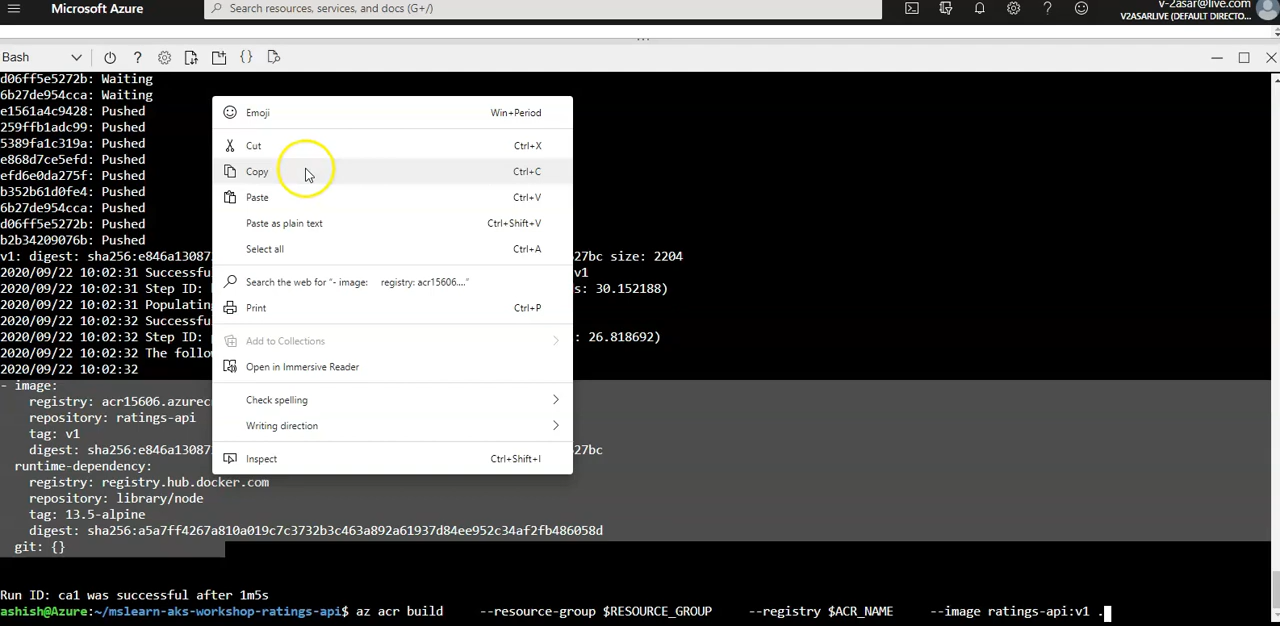 Microsoft Azure
Search resources, services, and docs (G+/)
v-2asar@live.com
V2ASARLIVE (DEFAULT DIRECTO...
Bash
d06ff5e5272b: Waiting
6b27de954cca: Waiting
e1561a4c9428: Pushed
259ffb1adc99: Pushed
5389fa1c319a: Pushed
e868d7ce5efd: Pushed
efd6e0da275f: Pushed
b352b61d0fe4: Pushed
6b27de954cca: Pushed
d06ff5e5272b: Pushed
b2b34209076b: Pushed
v1: digest: sha256:e846a13087 27bc size: 2204
2020/09/22 10:02:31 Successfu v1
2020/09/22 10:02:31 Step ID: s: 30.152188)
2020/09/22 10:02:31 Populatin
2020/09/22 10:02:32 Successfu
2020/09/22 10:02:32 Step ID: : 26.818692)
2020/09/22 10:02:32 The follo
2020/09/22 10:02:32
- image:
registry: acr15606.azurec
repository: ratings-api
tag: v1
digest: sha256:e846a13087 27bc
runtime-dependency:
registry: registry.hub.docker.com
repository: library/node
tag: 13.5-alpine
digest: sha256:a5a7ff4267a810a019c7c3732b3c463a892a61937d84ee952c34af2fb486058d
git: {}
Run ID: ca1 was successful after 1m5s
ashish@Azure:~/mslearn-aks-workshop-ratings-api$ az acr build --resource-group $RESOURCE_GROUP --registry $ACR_NAME --image ratings-api:v1 .
Emoji Win+Period
Cut Ctrl+X
Copy Ctrl+C
Paste Ctrl+V
Paste as plain text Ctrl+Shift+V
Select all Ctrl+A
Search the web for "- image: registry: acr15606...."
Print Ctrl+P
Add to Collections
Open in Immersive Reader
Check spelling
Writing direction
Inspect Ctrl+Shift+I